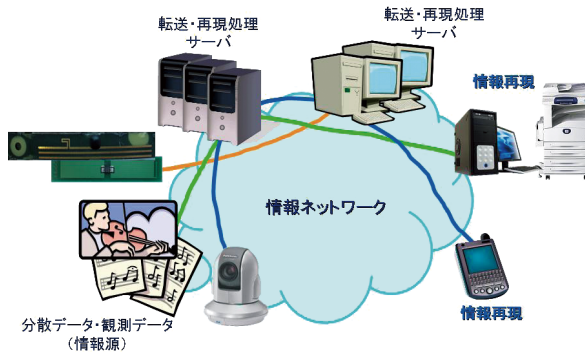 転送・再現処理
サーバ
転送・再現処理
サーバ
情報再現
情報ネットワーク
分散データ・観測データ
(情報源)
情報再現